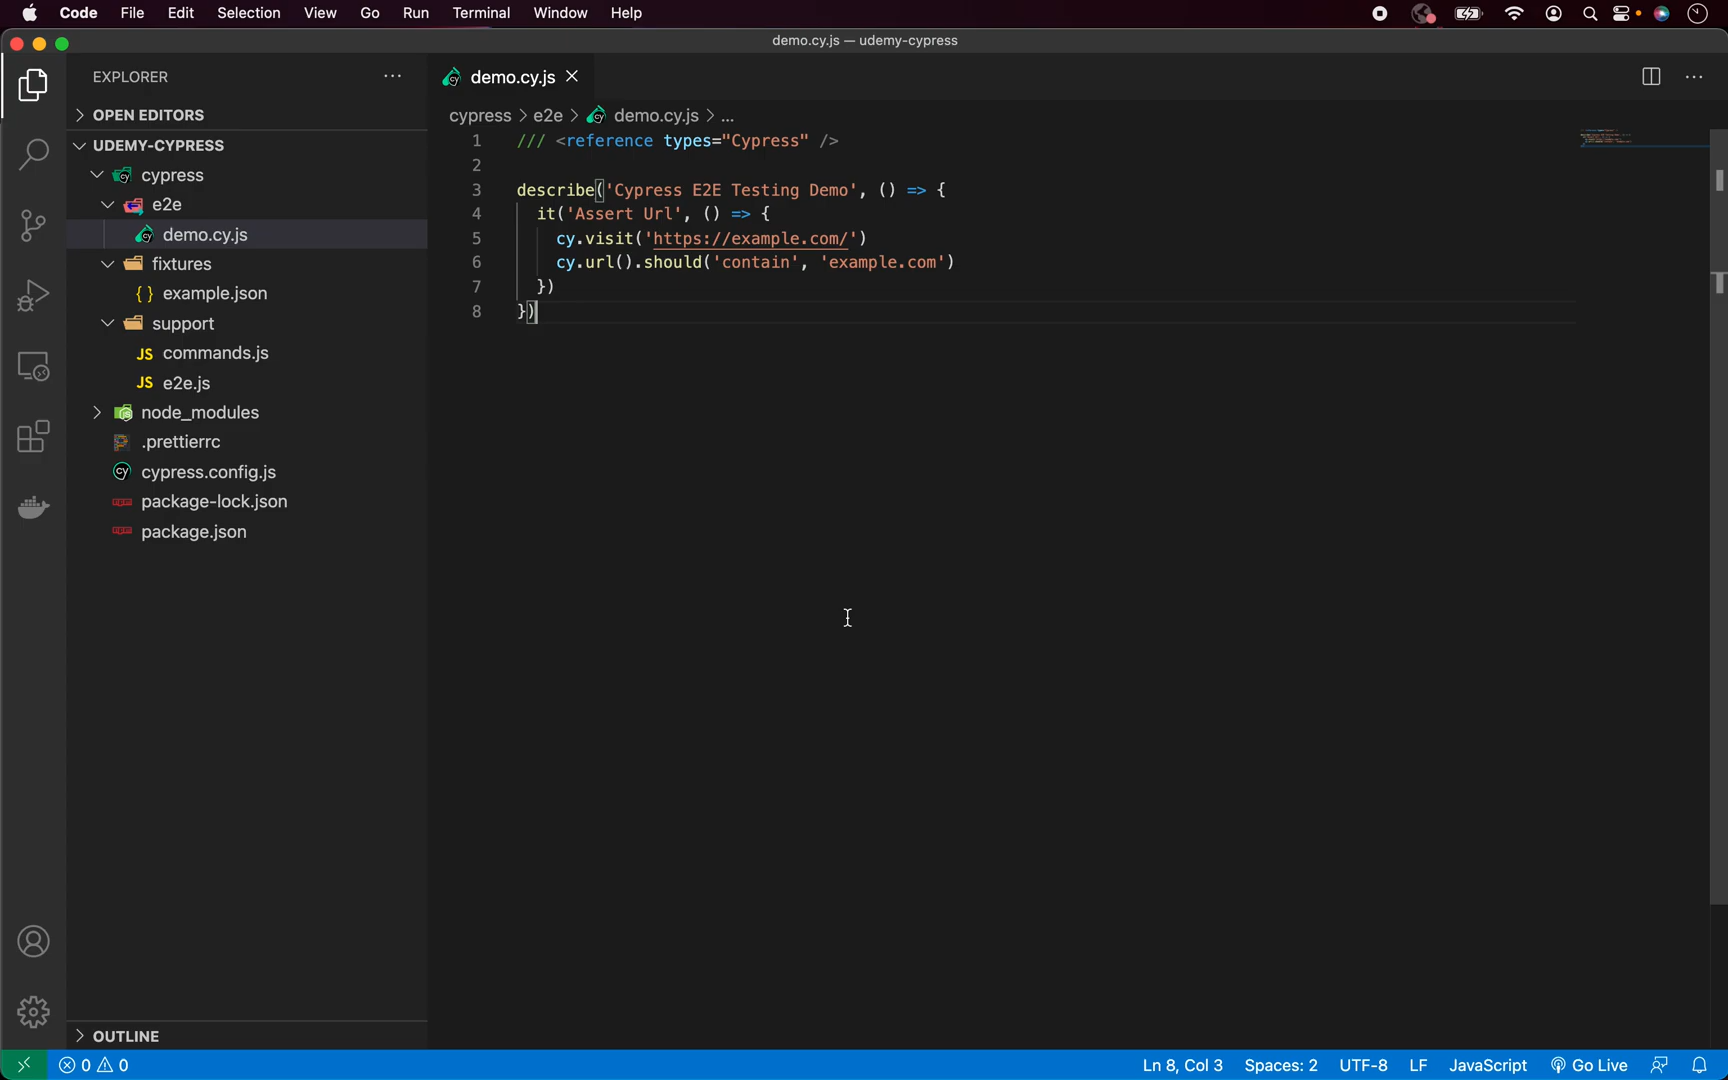 Code File Edit Selection View Go Run Terminal Window Help
demo.cy.js — udemy-cypress
EXPLORER
OPEN EDITORS
UDEMY-CYPRESS
cypress
e2e
demo.cy.js
fixtures
{ } example.json
support
JS commands.js
JS e2e.js
node_modules
.prettierrc
cy cypress.config.js
package-lock.json
package.json
OUTLINE
demo.cy.js
cypress > e2e > demo.cy.js > ...
1 /// <reference types="Cypress" />
2
3 describe('Cypress E2E Testing Demo', () => {
4 it('Assert Url', () => {
5 cy.visit('https://example.com/')
6 cy.url().should('contain', 'example.com')
7 })
8 })
0 0 Ln 8, Col 3 Spaces: 2 UTF-8 LF JavaScript Go Live